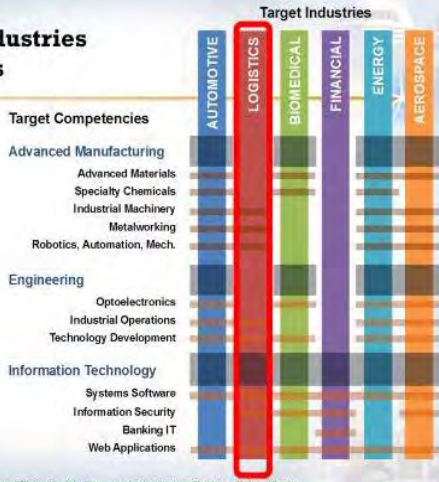 Target Industries
dustries
s
AUTOMOTIVE
LOGISTICS
BIOMEDICAL
FINANCIAL
ENERGY
AEROSPACE
Target Competencies
Advanced Manufacturing
Advanced Materials
Specialty Chemicals
Industrial Machinery
Metalworking
Robotics, Automation, Mech.
Engineering
Optoelectronics
Industrial Operations
Technology Development
Information Technology
Systems Software
Information Security
Banking IT
Web Applications